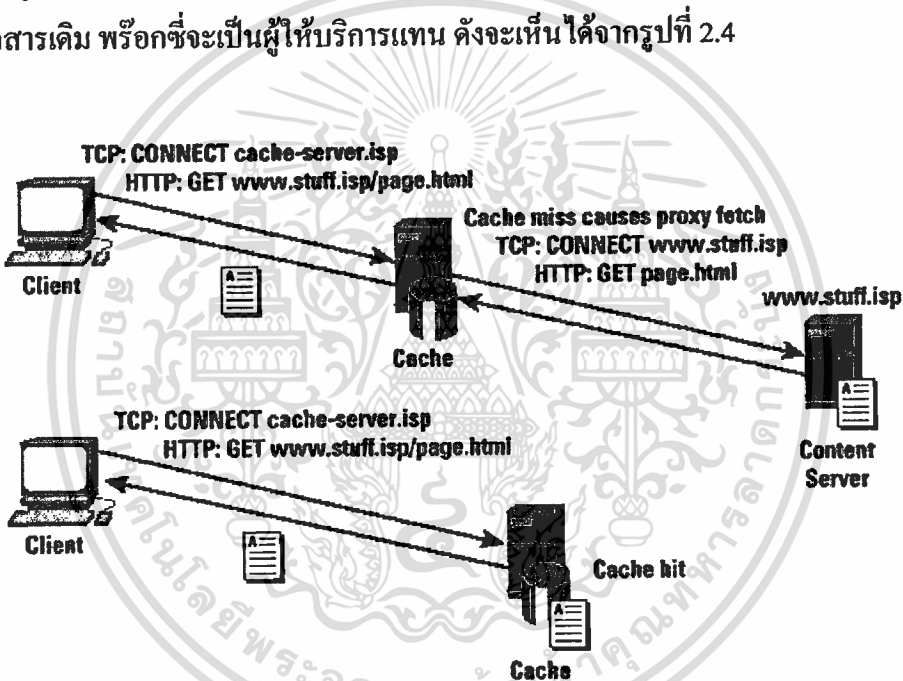 สารเดิม พร๊อกซี่จะเป็นผู้ให้บริการแทน ดังจะเห็นได้จากรูปที่ 2.4
TCP: CONNECT cache-server.isp
HTTP: GET www.stuff.isp/page.html
Cache miss causes proxy fetch
TCP: CONNECT www.stuff.isp
HTTP: GET page.html
www.stuff.isp
Client
Cache
Content
Server
TCP: CONNECT cache-server.isp
HTTP: GET www.stuff.isp/page.html
Client
Cache hit
Cache